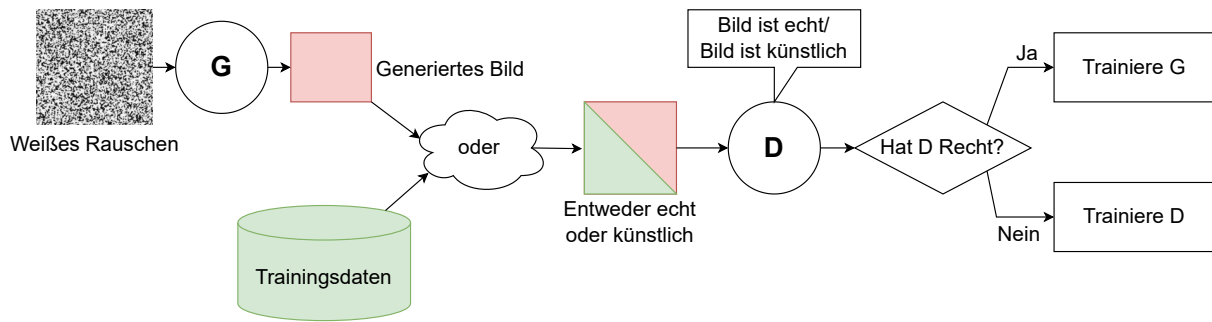 Weißes Rauschen
G
Generiertes Bild
Trainingsdaten
oder
Entweder echt
oder künstlich
Bild ist echt/
Bild ist künstlich
D
Hat D Recht?
Ja
Trainiere G
Nein
Trainiere D